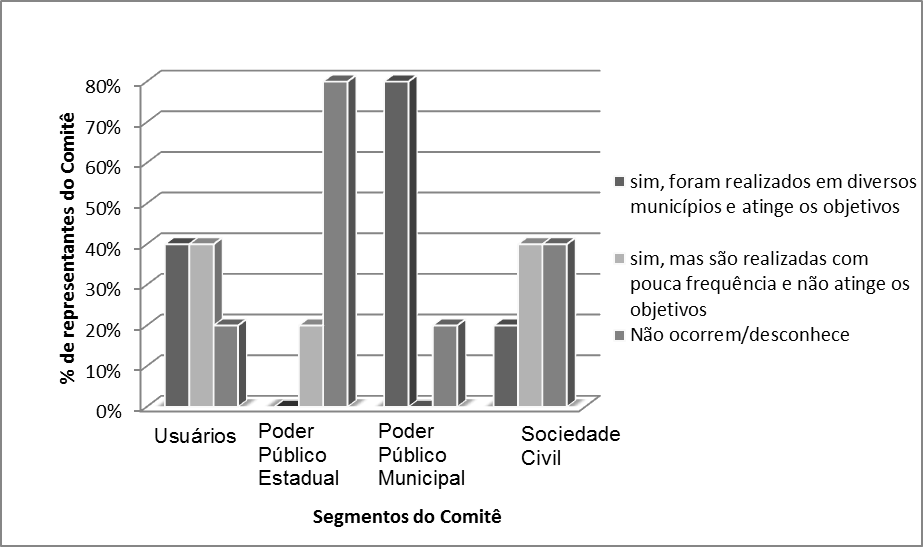 % de representantes do Comitê
80%
70%
60%
50%
40%
30%
20%
10%
0%
Usuários
Poder
Público
Estadual
Poder
Público
Municipal
Sociedade
Civil
Segmentos do Comitê
sim, foram realizados em diversos
municípios e atinge os objetivos
sim, mas são realizadas com
pouca frequência e não atinge os
objetivos
Não ocorrem/desconhece